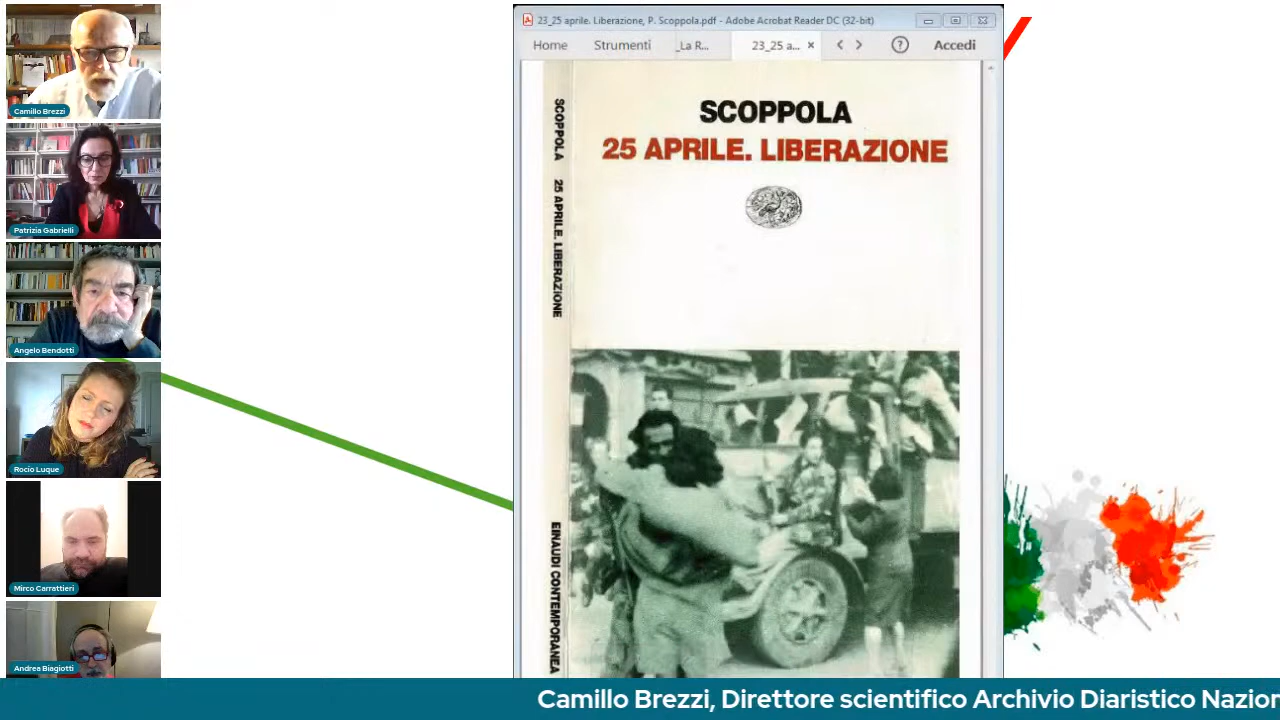 Camillo Brezzi
Patrizia Gabrielli
Angelo Bendotti
Rocío Luque
Mirco Carrattieri
Andrea Biagiotti
23_25 aprile. Liberazione, P. Scoppola.pdf - Adobe Acrobat Reader DC (32-bit)
Home Strumenti _La R... 23_25 a... × ? Accedi
SCOPPOLA 25 APRILE. LIBERAZIONE EINAUDI CONTEMPORANEA
SCOPPOLA
25 APRILE. LIBERAZIONE
Camillo Brezzi, Direttore scientifico Archivio Diaristico Nazion